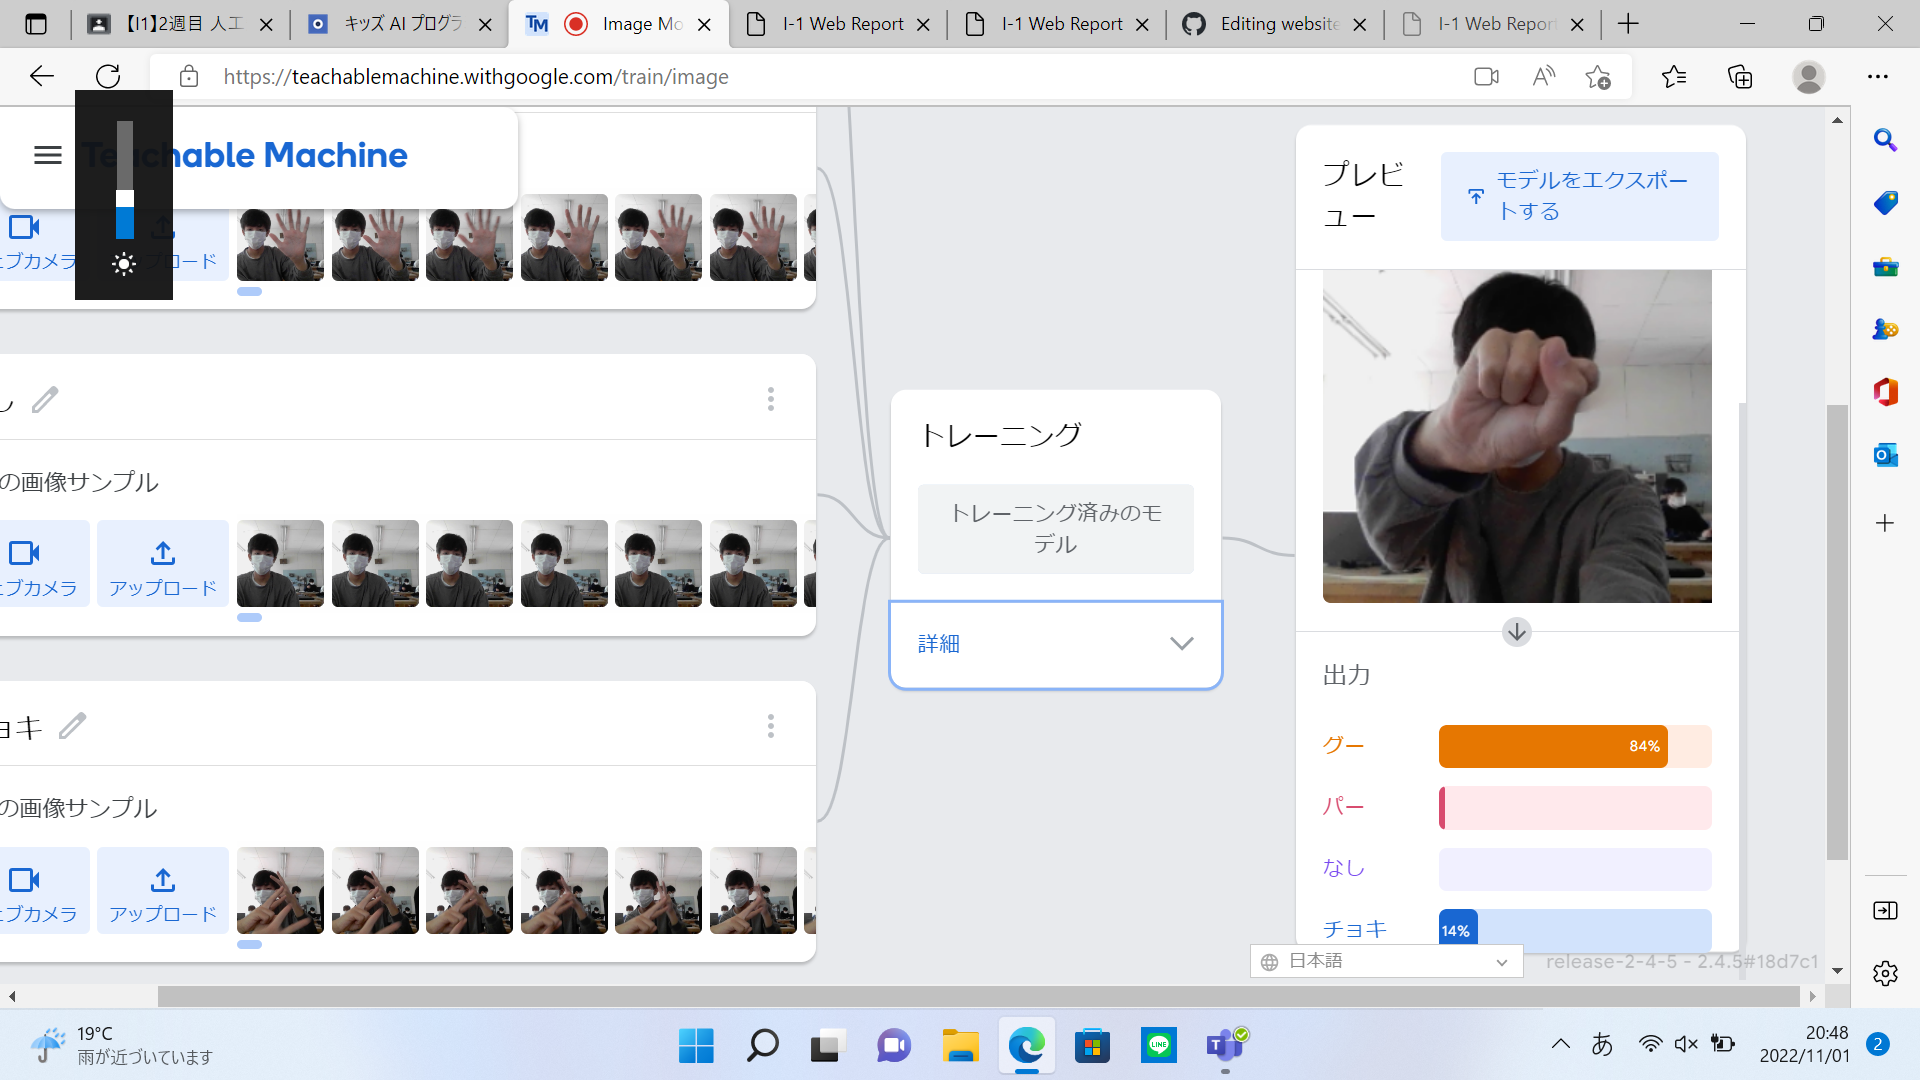 【I1】2週目 人工
キッズ AI プログラ
Image Mo
I-1 Web Report
I-1 Web Report
Editing website
I-1 Web Report
https://teachablemachine.withgoogle.com/train/image
Teachable Machine
ブカメラ
ロード
し
の画像サンプル
ブカメラ
アップロード
ョキ
の画像サンプル
ブカメラ
アップロード
トレーニング
トレーニング済みのモ
デル
詳細
プレビ
ュー
モデルをエクスポー
トする
出力
グー
84%
パー
なし
チョキ
14%
日本語
release-2-4-5 - 2.4.5#18d7c1
19°C
雨が近づいています
あ
20:48
2022/11/01
2